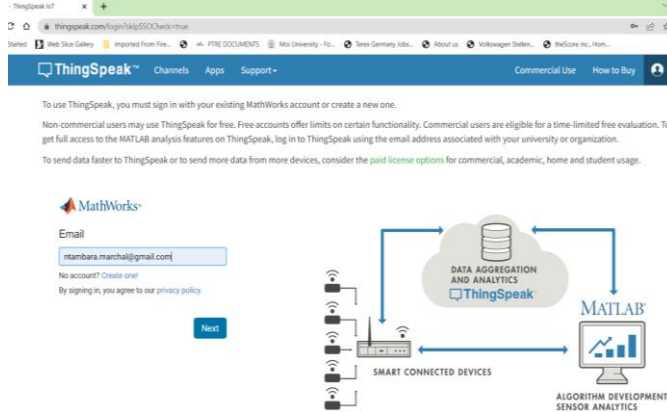 - ThingSpeak IoT
thingspeak.com/login?skipSSOCheck=true
Started Web Slice Gallery Imported From Fire... PTRE DOCUMENTS Moi University - Fo... Terex Germany Jobs... About us Volkswagen Stellen... theScore Inc., Hom...
ThingSpeak™ Channels Apps Support Commercial Use How to Buy
To use ThingSpeak, you must sign in with your existing MathWorks account or create a new one.
Non-commercial users may use ThingSpeak for free. Free accounts offer limits on certain functionality. Commercial users are eligible for a time-limited free evaluation. To
get full access to the MATLAB analysis features on ThingSpeak, log in to ThingSpeak using the email address associated with your university or organization.
To send data faster to ThingSpeak or to send more data from more devices, consider the paid license options for commercial, academic, home and student usage.
MathWorks®
Email
ntambara.marchal@gmail.com
No account? Create one!
By signing in, you agree to our privacy policy.
Next
DATA AGGREGATION
AND ANALYTICS
ThingSpeak
MATLAB
SMART CONNECTED DEVICES
ALGORITHM DEVELOPMENT
SENSOR ANALYTICS